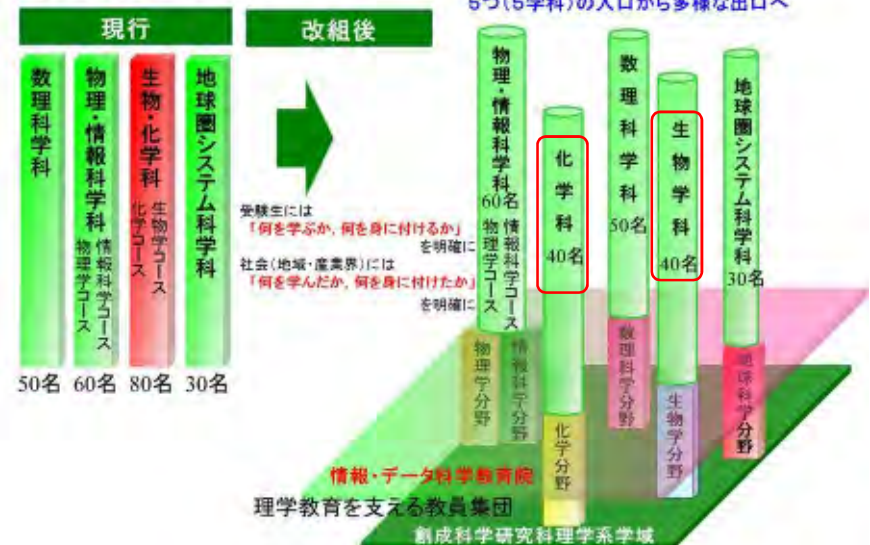 5つ(5学科)の入口から多様な出口へ
現行
改組後
数理科学科
物理・情報科学科
情報科学コース
物理学コース
生物・化学科
生物学コース
化学コース
地球圏システム科学科
50名
60名
80名
30名
受験生には
「何を学ぶか,何を身に付けるか」
を明確に
社会(地域・産業界)には
「何を学んだか,何を身に付けたか」
を明確に
物理・情報科学科
60名
情報科学コース
物理学コース
化学科
40名
数理科学科
50名
生物学科
40名
地球圏システム科学科
30名
物理学分野
情報科学分野
化学分野
数理科学分野
生物学分野
地球科学分野
情報・データ科学教育院
理学教育を支える教員集団
創成科学研究科理学系学域